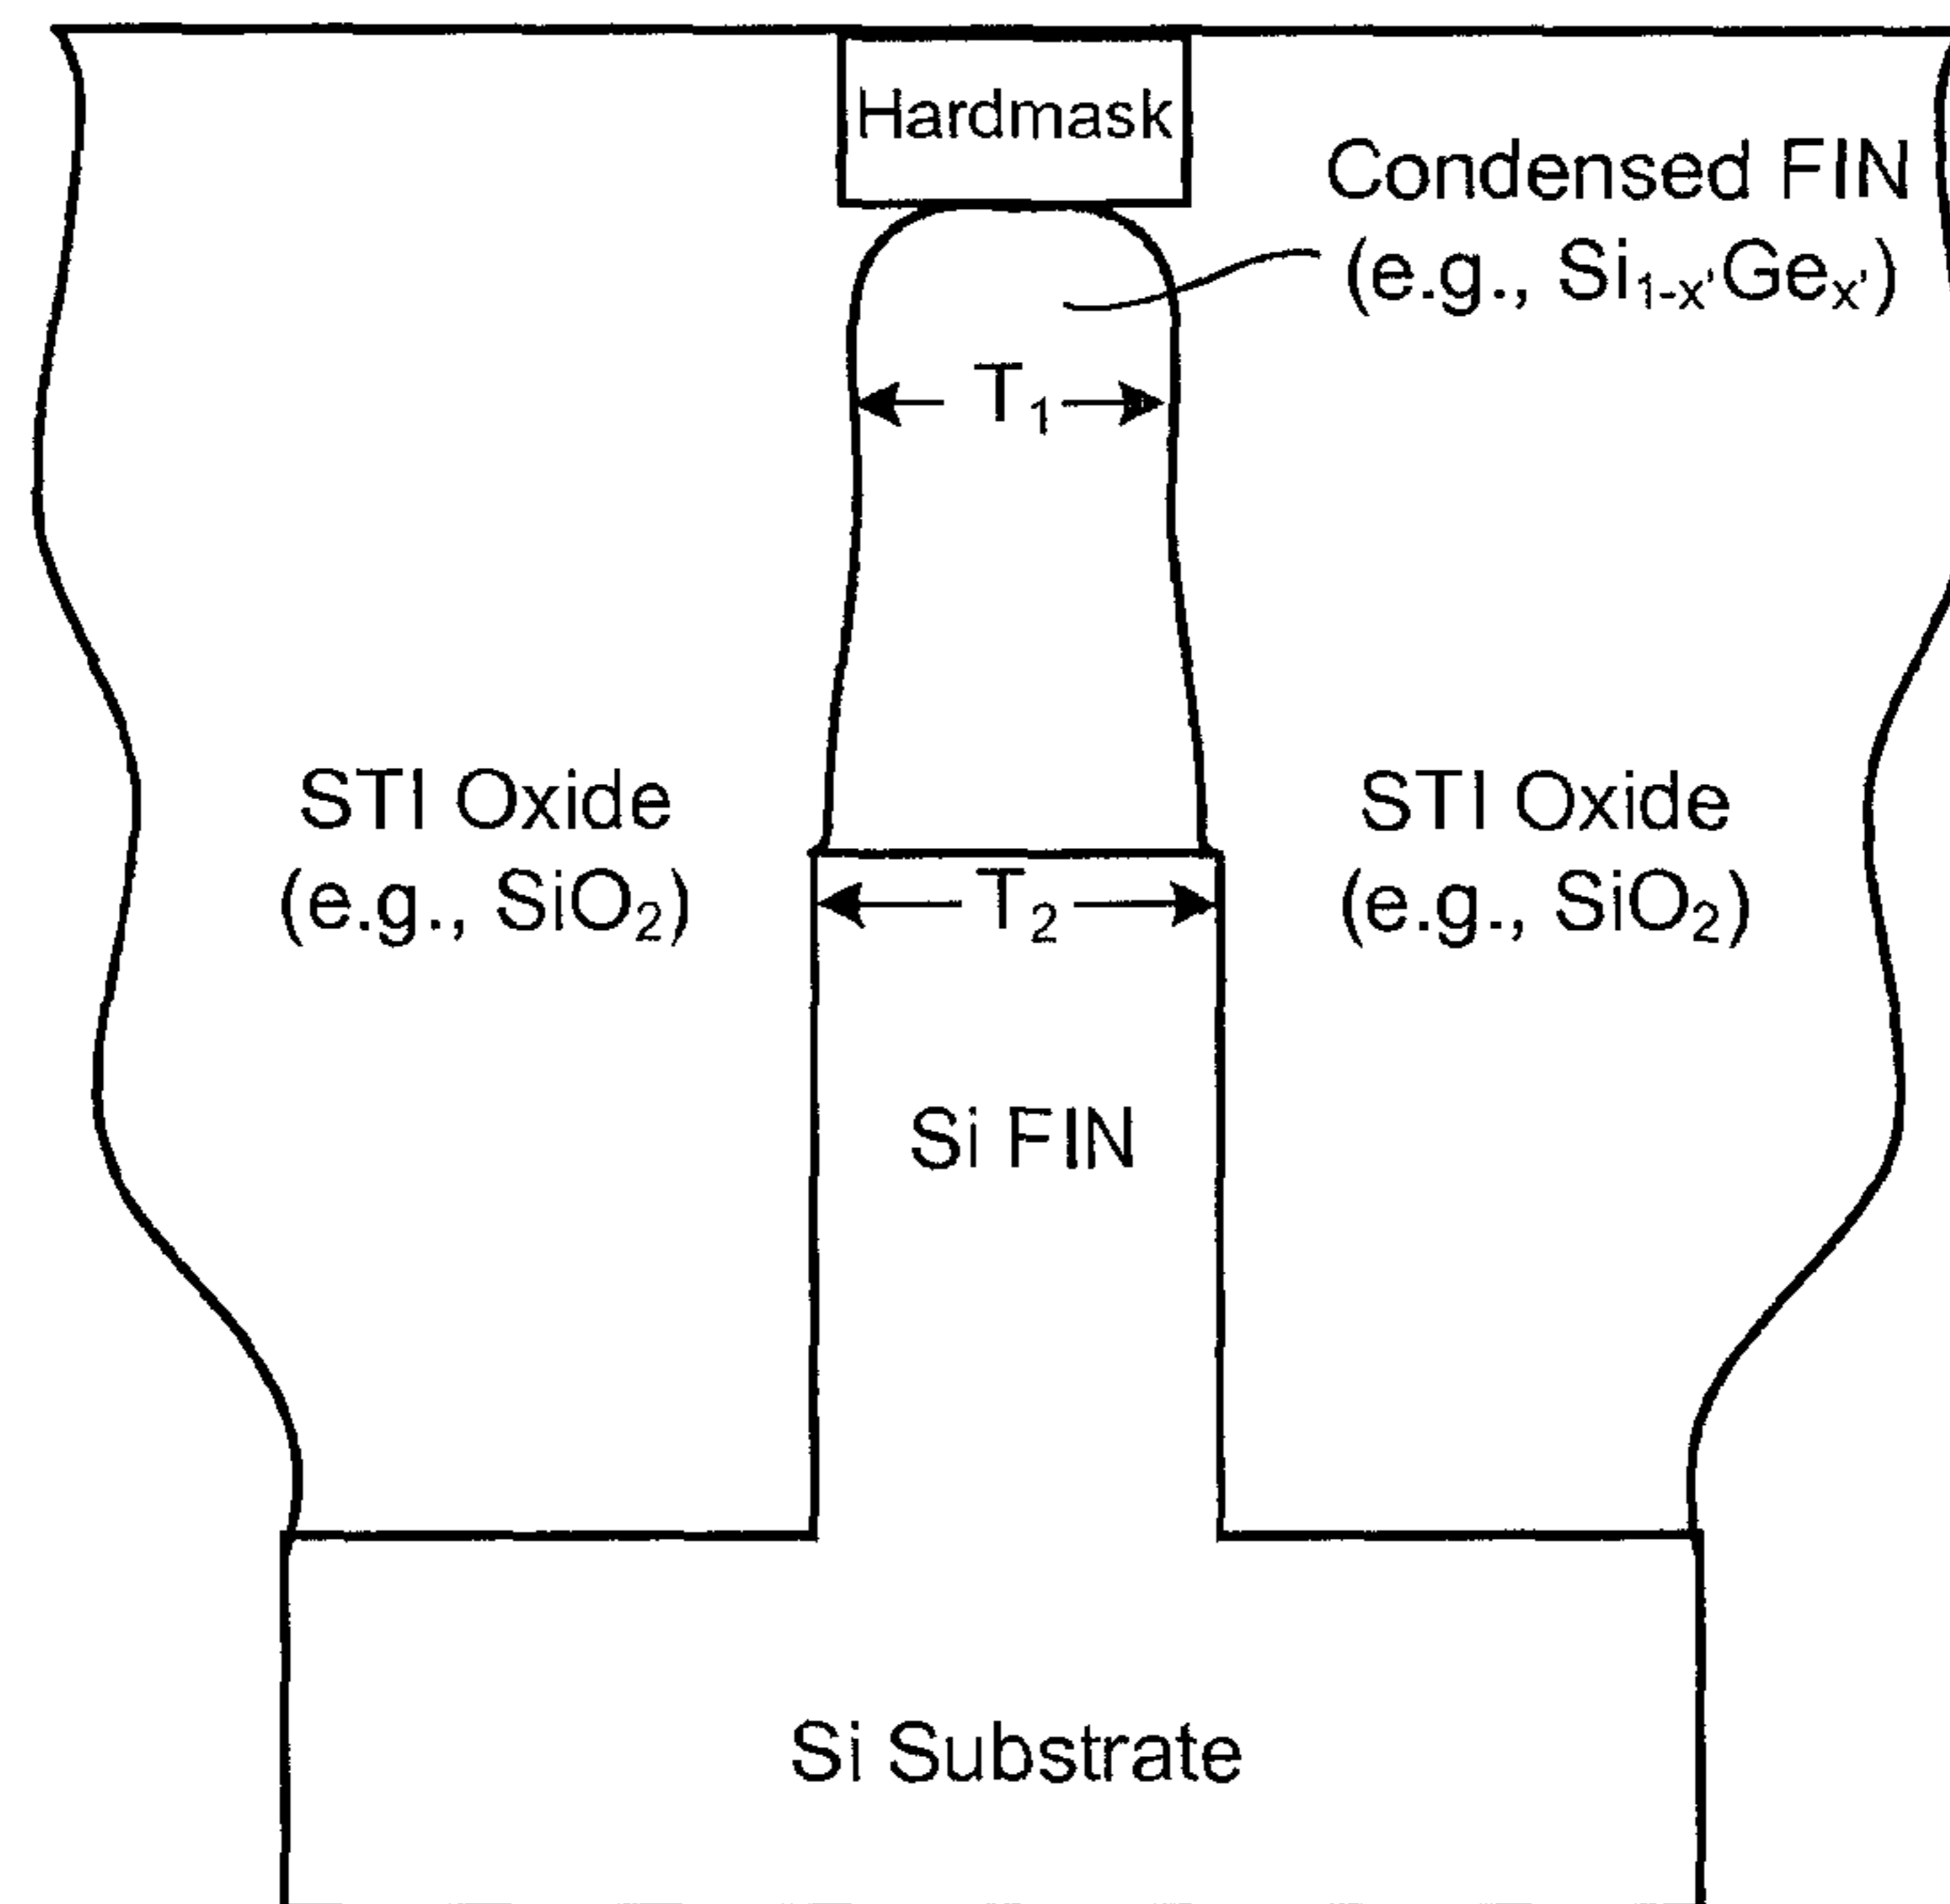 Hardmask
Condensed FIN
(e.g., Si₁₋ₓ'Geₓ')
T₁
STI Oxide
(e.g., SiO₂)
STI Oxide
(e.g., SiO₂)
T₂
Si FIN
Si Substrate